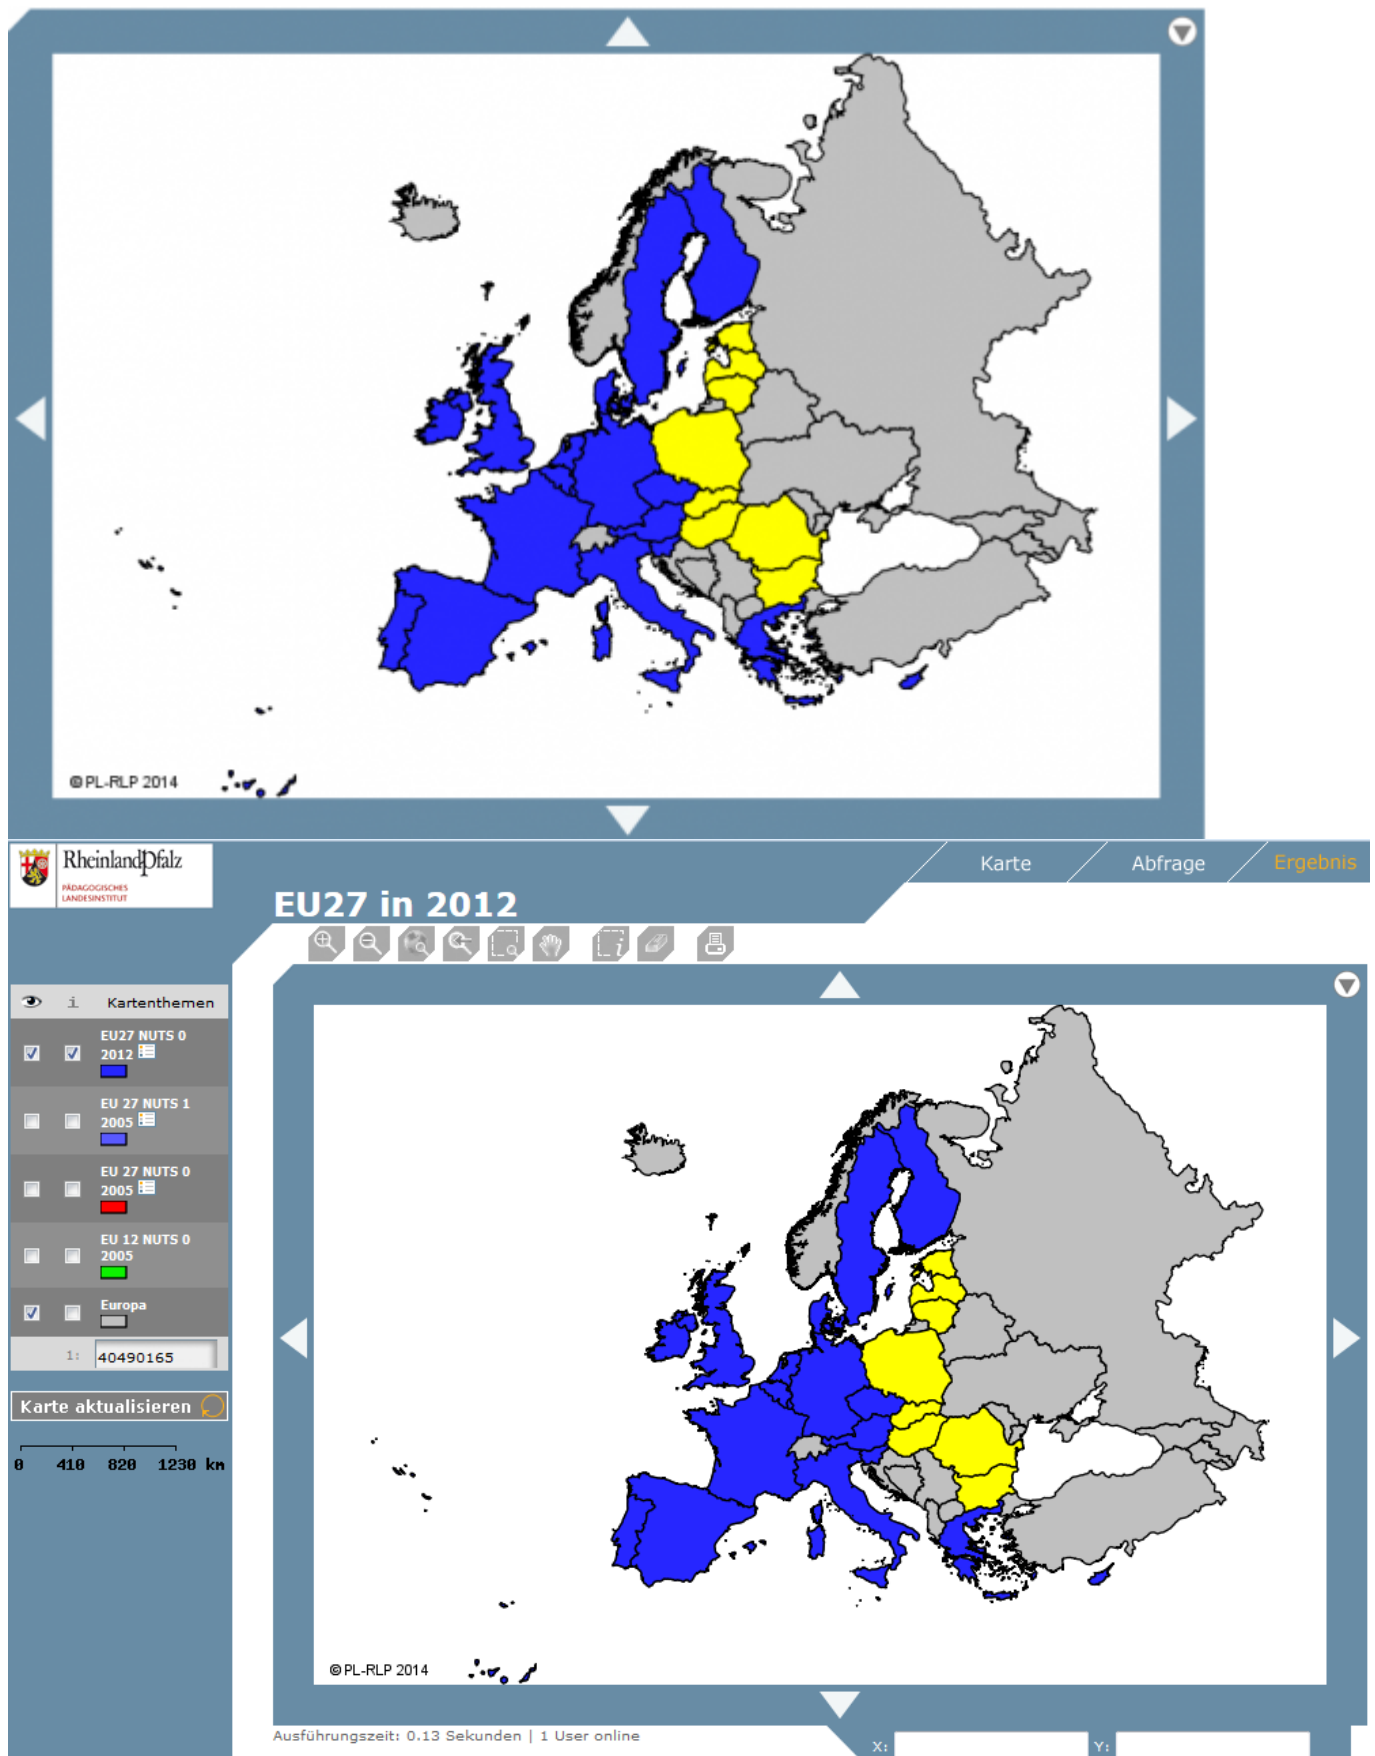 © PL-RLP 2014
Rheinlandpfalz
PÄDAGOGISCHES
LANDESINSTITUT
Karte
Abfrage
Ergebnis
EU27 in 2012
i
i Kartenthemen
EU27 NUTS 0
2012
EU 27 NUTS 1
2005
EU 27 NUTS 0
2005
EU 12 NUTS 0
2005
Europa
1: 40490165
Karte aktualisieren
0 410 820 1230 km
© PL-RLP 2014
Ausführungszeit: 0.13 Sekunden | 1 User online
X:
Y: